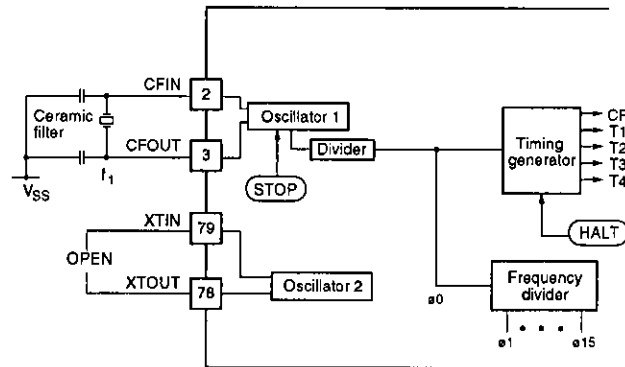 CFIN
2
Ceramic
filter
CFOUT
3
f1
VSS
Oscillator 1
Divider
STOP
Timing
generator
CF
T1
T2
T3
T4
HALT
XTIN
79
OPEN
XTOUT
78
Oscillator 2
ø0
Frequency
divider
ø1 • • • • ø15